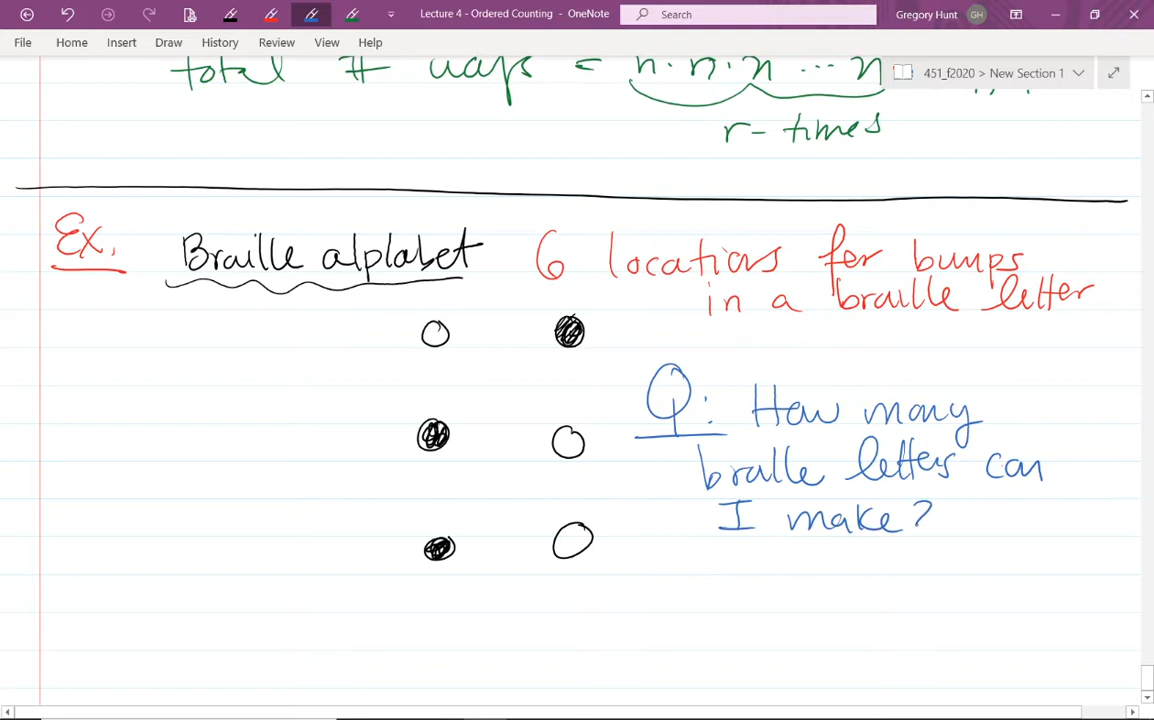 Lecture 4 - Ordered Counting - OneNote
Search
Gregory Hunt
GH
File Home Insert Draw History Review View Help
total # ways = n·n·n ··· n
451_f2020 > New Section 1
r-times
Ex. Braille alplabet 6 locations for bumps
in a braille letter
Q: How many
braille letters can
I make?